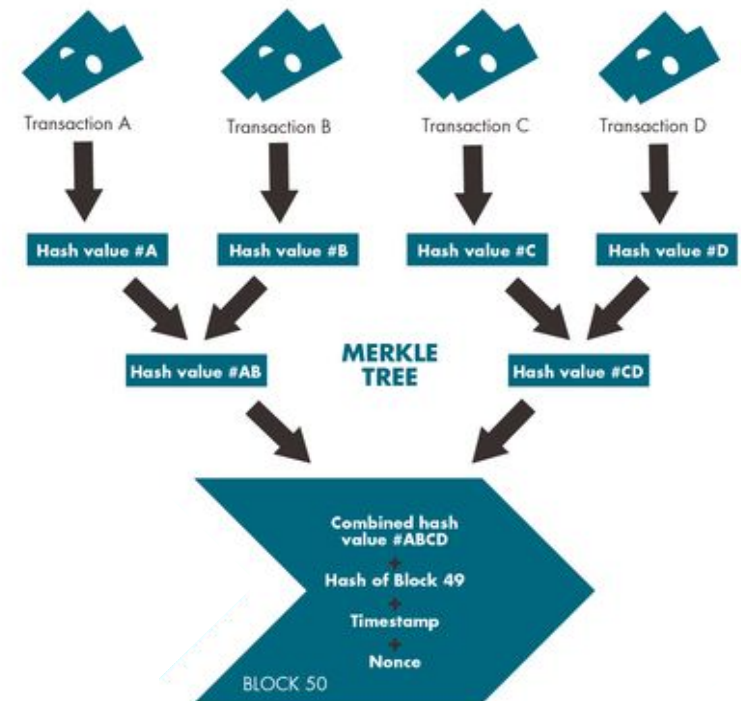 Transaction A
Transaction B
Transaction C
Transaction D
Hash value #A
Hash value #B
Hash value #C
Hash value #D
MERKLE
TREE
Hash value #AB
Hash value #CD
Combined hash
value #ABCD
+
Hash of Block 49
+
Timestamp
+
Nonce
BLOCK 50